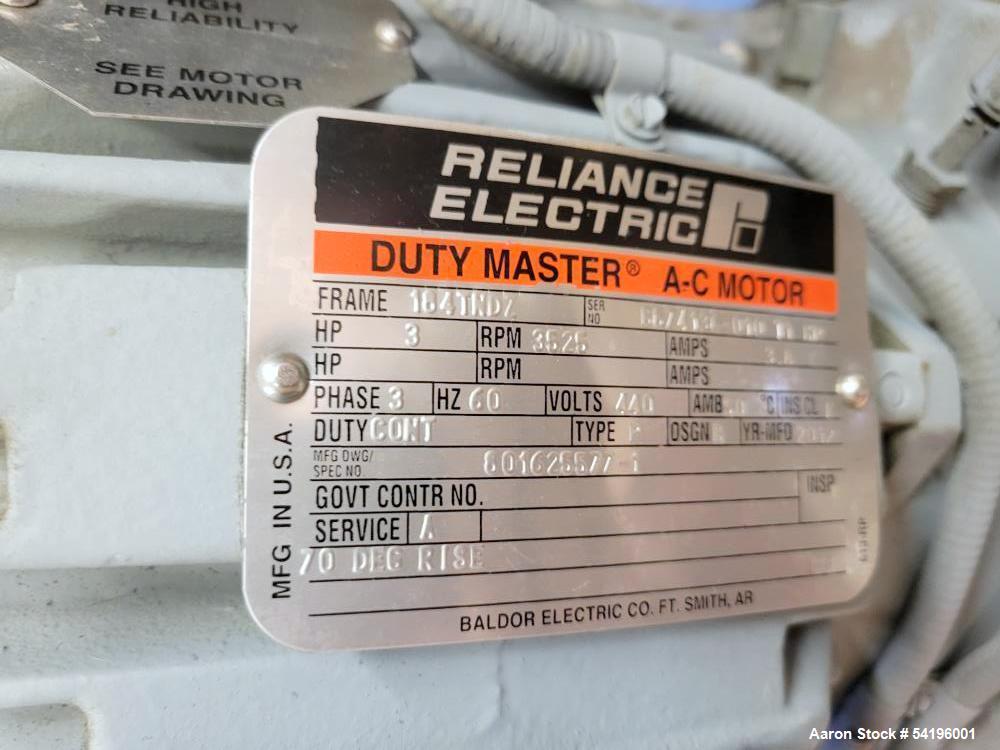 HIGH
RELIABILITY
SEE MOTOR
DRAWING
RELIANCE
ELECTRIC
DUTY MASTER® A-C MOTOR
FRAME SER NO
HP 3 RPM 3525 AMPS
HP RPM AMPS
PHASE 3 HZ 60 VOLTS 440 AMB °C INS CL
DUTY CONT TYPE P DSGN YR-MFD
MFG DWG/ SPEC NO. 601625577-1
GOVT CONTR NO. INSP
SERVICE A
70 DEG RISE
MFG IN U.S.A.
BALDOR ELECTRIC CO. FT. SMITH, AR
Aaron Stock # 54196001